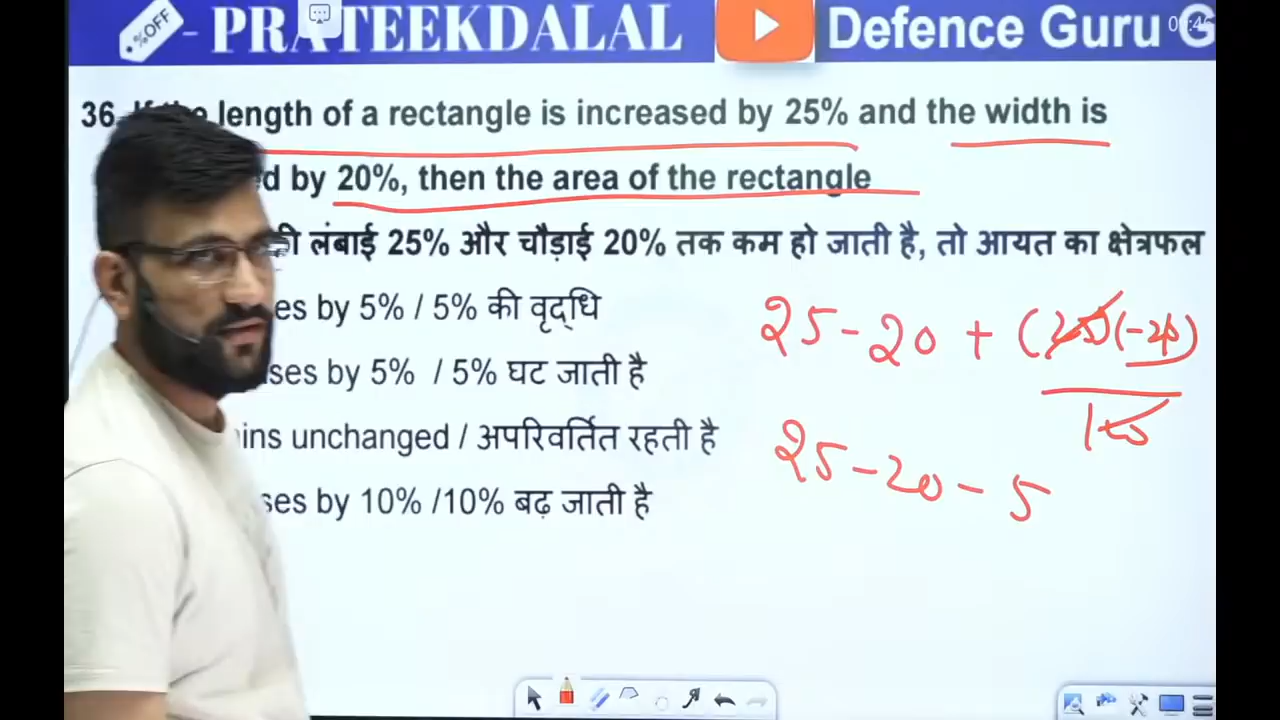 %OFF - PRATEEKDALAL Defence Guru G
36. If the length of a rectangle is increased by 25% and the width is
d by 20%, then the area of the rectangle
की लंबाई 25% और चौड़ाई 20% तक कम हो जाती है, तो आयत का क्षेत्रफल
es by 5% / 5% की वृद्धि
ses by 5% / 5% घट जाती है
ins unchanged / अपरिवर्तित रहती है
ses by 10% /10% बढ़ जाती है
25-20+(25)(-20)
100
25-20-5